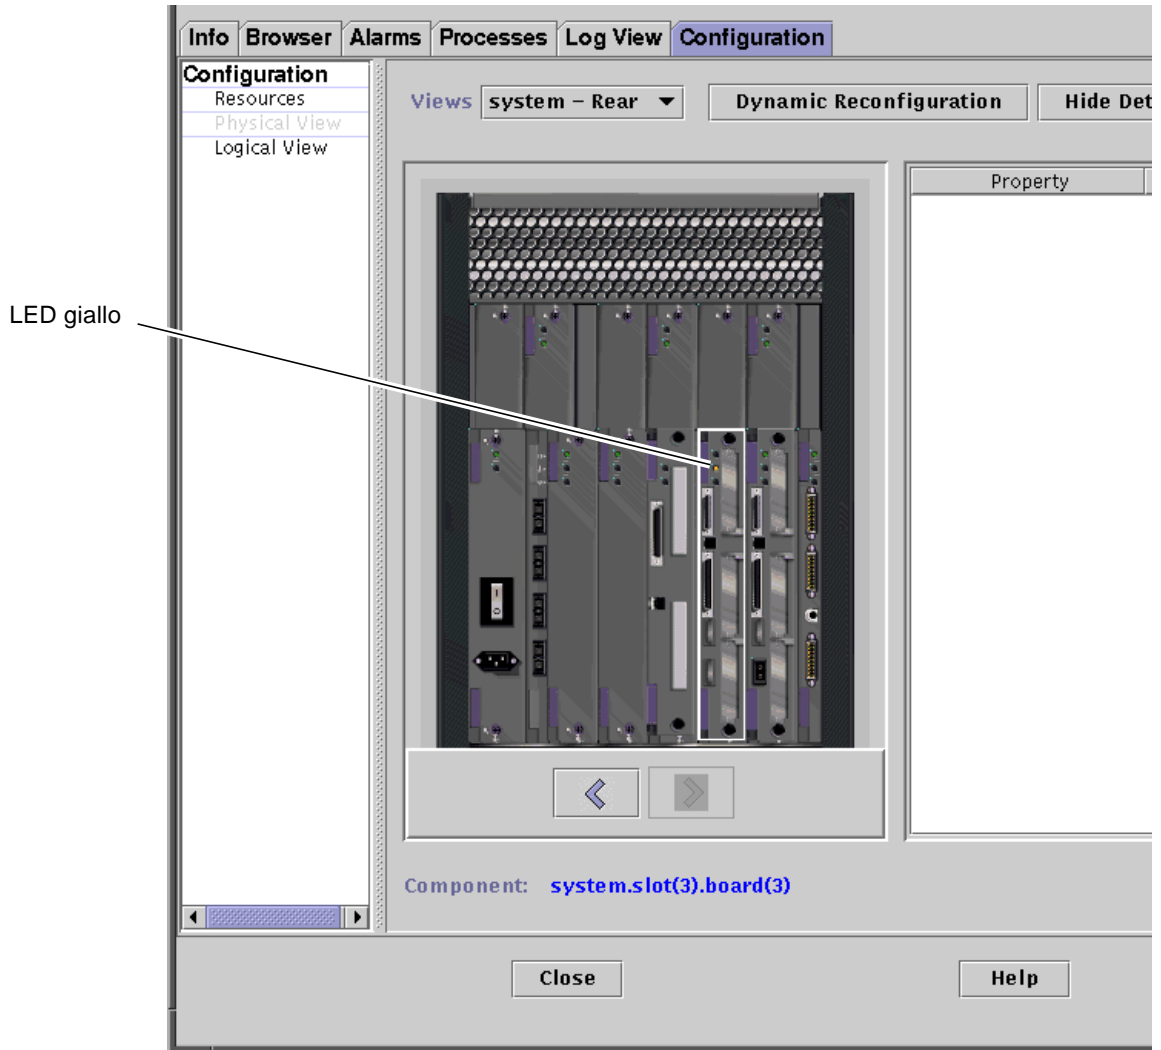 Info Browser Alarms Processes Log View Configuration
Configuration
Resources
Physical View
Logical View
Views system – Rear Dynamic Reconfiguration Hide Det
Property
LED giallo
Component: system.slot(3).board(3)
Close Help